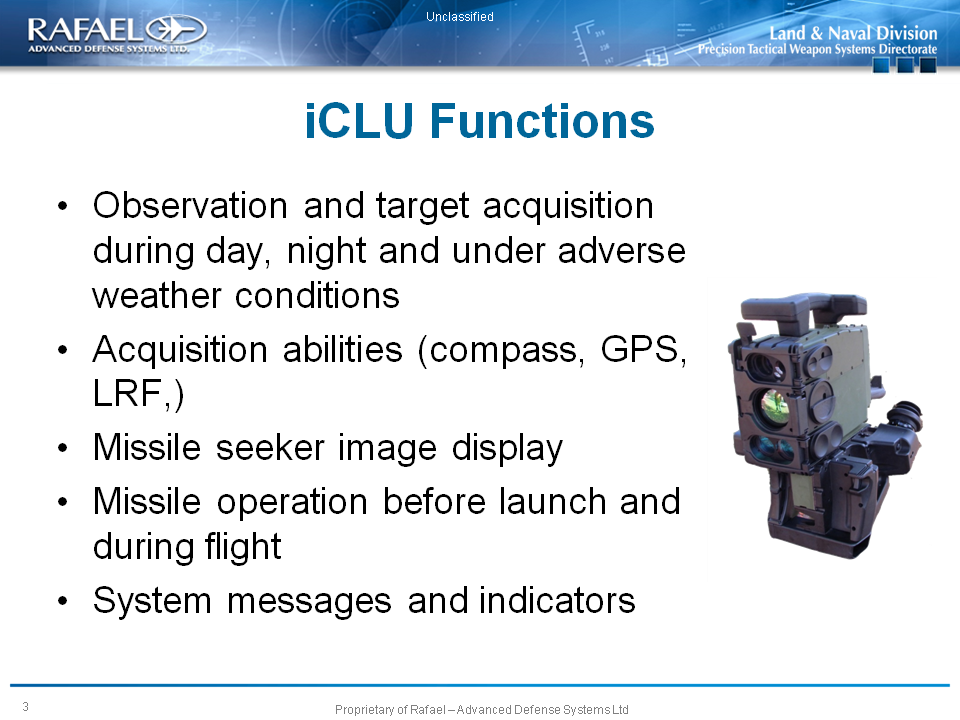 Unclassified
RAFAEL
ADVANCED DEFENSE SYSTEMS LTD.
Land & Naval Division
Precision Tactical Weapon Systems Directorate
iCLU Functions
• Observation and target acquisition
during day, night and under adverse
weather conditions
• Acquisition abilities (compass, GPS,
LRF,)
• Missile seeker image display
• Missile operation before launch and
during flight
• System messages and indicators
3
Proprietary of Rafael – Advanced Defense Systems Ltd